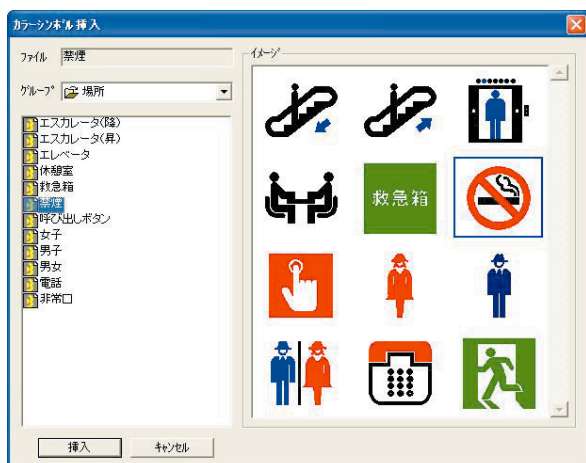 カラーシンボル挿入
ファイル 禁煙
グループ 場所
エスカレータ(降)
エスカレータ(昇)
エレベータ
休憩室
救急箱
禁煙
呼び出しボタン
女子
男子
男女
電話
非常口
イメージ
救急箱
挿入 キャンセル